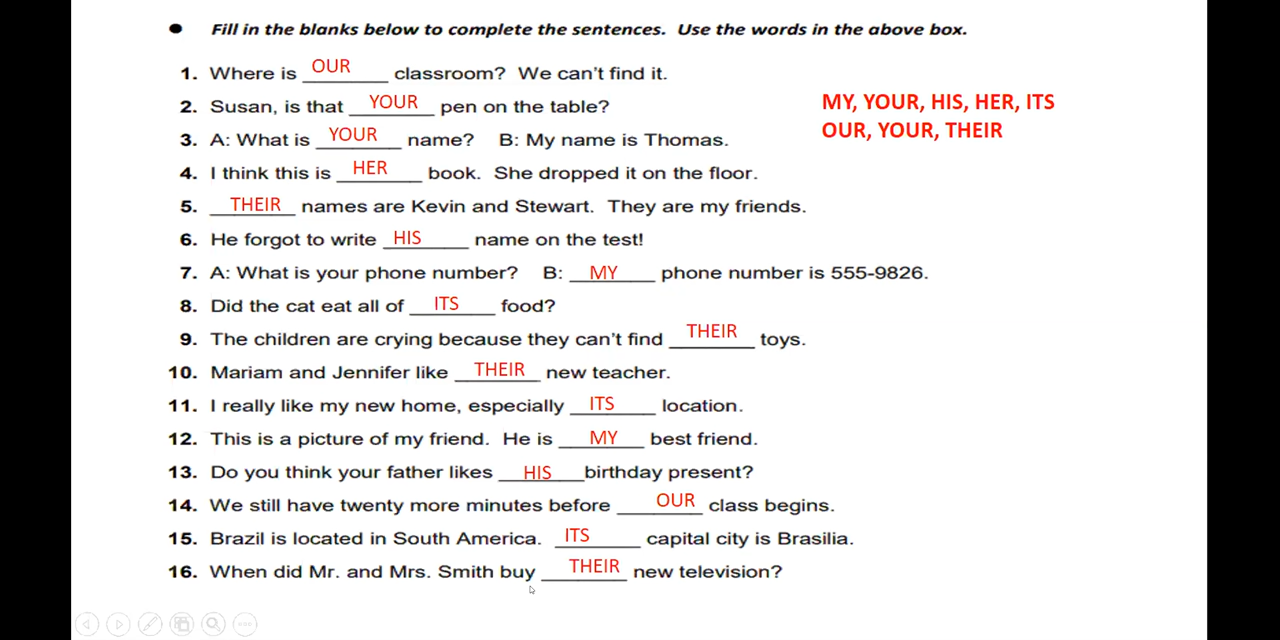 ● Fill in the blanks below to complete the sentences. Use the words in the above box.
1. Where is OUR classroom? We can't find it.
2. Susan, is that YOUR pen on the table?
MY, YOUR, HIS, HER, ITS
OUR, YOUR, THEIR
3. A: What is YOUR name? B: My name is Thomas.
4. I think this is HER book. She dropped it on the floor.
5. THEIR names are Kevin and Stewart. They are my friends.
6. He forgot to write HIS name on the test!
7. A: What is your phone number? B: MY phone number is 555-9826.
8. Did the cat eat all of ITS food?
9. The children are crying because they can't find THEIR toys.
10. Mariam and Jennifer like THEIR new teacher.
11. I really like my new home, especially ITS location.
12. This is a picture of my friend. He is MY best friend.
13. Do you think your father likes HIS birthday present?
14. We still have twenty more minutes before OUR class begins.
15. Brazil is located in South America. ITS capital city is Brasilia.
16. When did Mr. and Mrs. Smith buy THEIR new television?